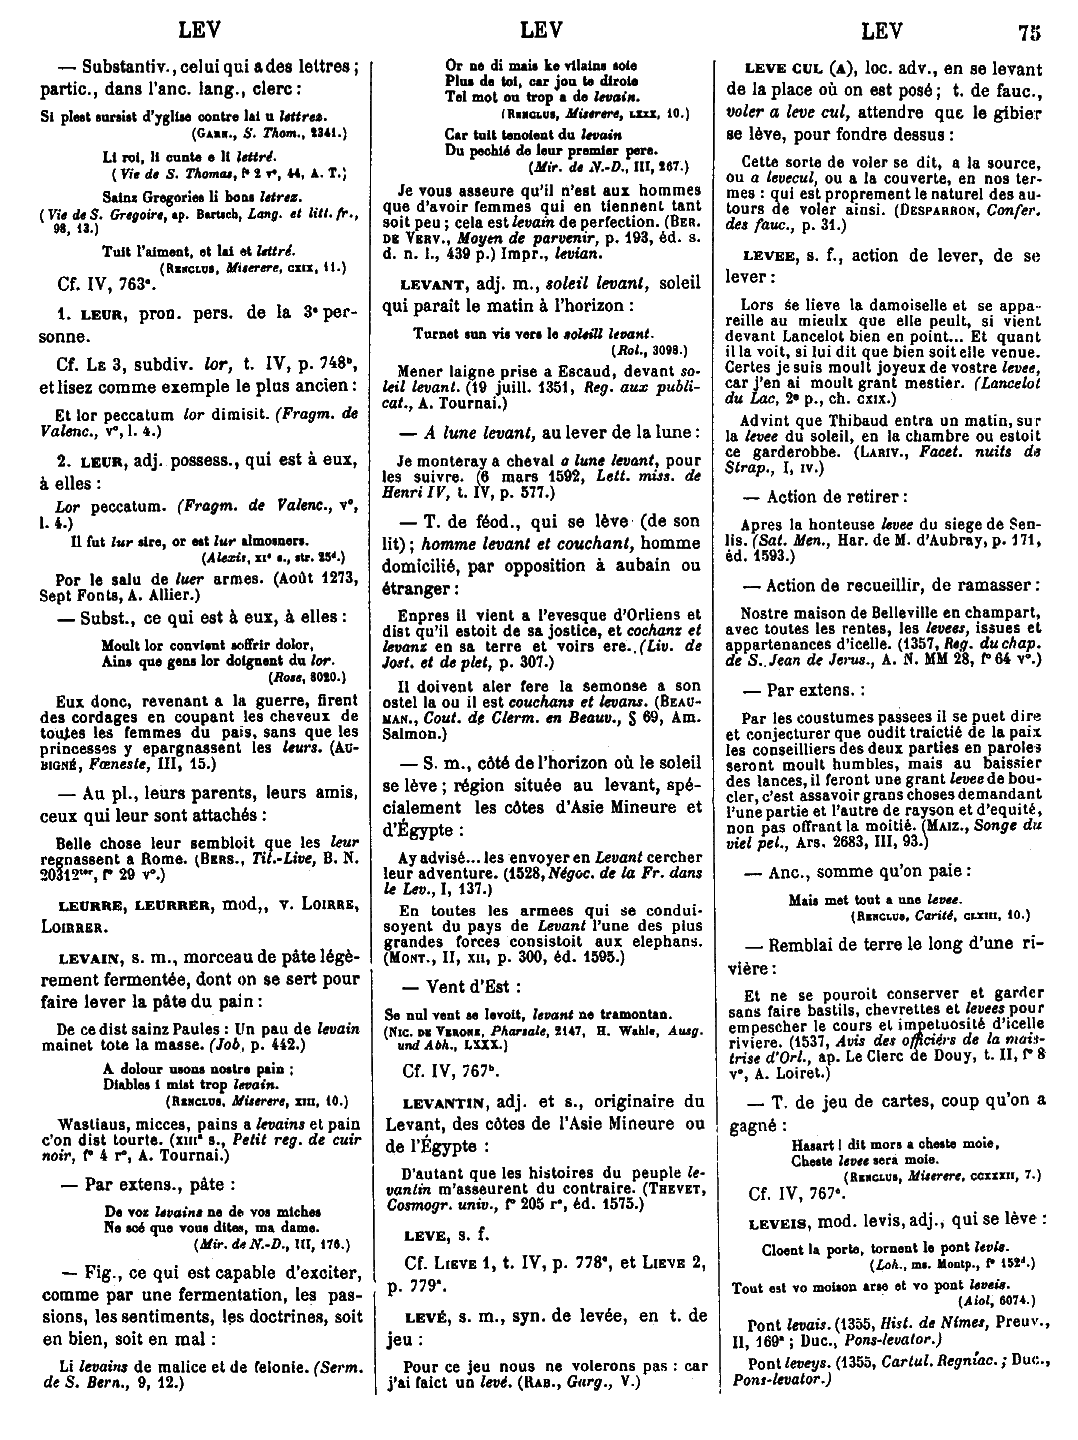 LEV
LEV
LEV
75
— Substantiv., celui qui a des lettres ;
partic., dans l'anc. lang., clerc :
Si pleet sursist d'yglise contre lai u lettres.
(Garn., S. Thom., 2341.)
Li roi, li cunte e li lettré.
(Vie de S. Thomas, f° 2 v°, 44, A. T.)
Sainz Gregories li bons letrez.
(Vie de S. Gregoire, ap. Bartsch, Lang. et litt. fr.,
98, 13.)
Tuit l'aiment, et lai et lettré.
(Renclus, Miserere, cxix, 11.)
Cf. IV, 763ª.
1. LEUR, pron. pers. de la 3ᵉ per-
sonne.
Cf. Le 3, subdiv. lor, t. IV, p. 748ᵇ,
et lisez comme exemple le plus ancien :
Et lor peccatum lor dimisit. (Fragm. de
Valenc., v°, l. 4.)
2. LEUR, adj. possess., qui est à eux,
à elles :
Lor peccatum. (Fragm. de Valenc., v°,
l. 4.)
Il fut lur sire, or est lur almosners.
(Alexis, xıᵉ s., str. 25ᵈ.)
Por le salu de luer armes. (Août 1273,
Sept Fonts, A. Allier.)
— Subst., ce qui est à eux, à elles :
Moult lor convient soffrir dolor,
Ains que gens lor doignent du lor.
(Rose, 8020.)
Eux donc, revenant a la guerre, firent
des cordages en coupant les cheveux de
toutes les femmes du pais, sans que les
princesses y epargnassent les leurs. (Au-
bigné, Fœneste, III, 15.)
— Au pl., leurs parents, leurs amis,
ceux qui leur sont attachés :
Belle chose leur sembloit que les leur
regnassent a Rome. (Bers., Tit.-Live, B. N.
20312ᵗᵉʳ, f° 29 v°.)
LEURRE, LEURRER, mod,, v. Loirre,
Loirrer.
LEVAIN, s. m., morceau de pâte légè-
rement fermentée, dont on se sert pour
faire lever la pâte du pain :
De ce dist sainz Paules : Un pau de levain
mainet tote la masse. (Job, p. 442.)
A dolour usons nostre pain ;
Diables i mist trop levain.
(Renclus, Miserere, xııı, 10.)
Wastiaus, micces, pains a levains et pain
c'on dist tourte. (xıııᵉ s., Petit reg. de cuir
noir, f° 4 r°, A. Tournai.)
— Par extens., pâte :
De vox levains ne de vos miches
Ne soé que vous dites, ma dame.
(Mir. de N.-D., III, 176.)
— Fig., ce qui est capable d'exciter,
comme par une fermentation, les pas-
sions, les sentiments, les doctrines, soit
en bien, soit en mal :
Li levains de malice et de felonie. (Serm.
de S. Bern., 9, 12.)
Or ne di mais ke vilains soie
Plus de toi, car jou te diroie
Tel mot ou trop a de levain.
(Renclus, Miserere, lxxx, 10.)
Car tuit tenoient du levain
Du pechié de leur premier pere.
(Mir. de N.-D., III, 267.)
Je vous asseure qu'il n'est aux hommes
que d'avoir femmes qui en tiennent tant
soit peu ; cela est levain de perfection. (Ber.
de Verv., Moyen de parvenir, p. 193, éd. s.
d. n. l., 439 p.) Impr., levian.
LEVANT, adj. m., soleil levant, soleil
qui parait le matin à l'horizon :
Turnet sun vis vers le soleill levant.
(Rol., 3098.)
Mener laigne prise a Escaud, devant so-
leil levant. (19 juill. 1351, Reg. aux publi-
cat., A. Tournai.)
— A lune levant, au lever de la lune :
Je monteray a cheval a lune levant, pour
les suivre. (6 mars 1592, Lett. miss. de
Henri IV, t. IV, p. 577.)
— T. de féod., qui se lève (de son
lit) ; homme levant et couchant, homme
domicilié, par opposition à aubain ou
étranger :
Enpres il vient a l'evesque d'Orliens et
dist qu'il estoit de sa jostice, et cochanz et
levanz en sa terre et voirs ere. (Liv. de
Jost. et de plet, p. 307.)
Il doivent aler fere la semonse a son
ostel la ou il est couchans et levans. (Beau-
man., Cout. de Clerm. en Beauv., § 69, Am.
Salmon.)
— S. m., côté de l'horizon où le soleil
se lève ; région située au levant, spé-
cialement les côtes d'Asie Mineure et
d'Égypte :
Ay advisé... les envoyer en Levant cercher
leur adventure. (1528, Négoc. de la Fr. dans
le Lev., I, 137.)
En toutes les armees qui se condui-
soyent du pays de Levant l'une des plus
grandes forces consistoit aux elephans.
(Mont., II, xıı, p. 300, éd. 1595.)
— Vent d'Est :
Se nul vent se levoit, levant ne tramontan.
(Nic. de Verone, Pharsale, 2147, H. Wahle, Ausg.
und Abh., LXXX.)
Cf. IV, 767ᵇ.
LEVANTIN, adj. et s., originaire du
Levant, des côtes de l'Asie Mineure ou
de l'Égypte :
D'autant que les histoires du peuple le-
vantin m'asseurent du contraire. (Thevet,
Cosmogr. univ., f° 205 r°, éd. 1575.)
LEVE, s. f.
Cf. Lieve 1, t. IV, p. 778ª, et Lieve 2,
p. 779ª.
LEVÉ, s. m., syn. de levée, en t. de
jeu :
Pour ce jeu nous ne volerons pas : car
j'ai faict un levé. (Rab., Garg., V.)
LEVE CUL (a), loc. adv., en se levant
de la place où on est posé ; t. de fauc.,
voler a leve cul, attendre que le gibier
se lève, pour fondre dessus :
Cette sorte de voler se dit, a la source,
ou a levecul, ou a la couverte, en nos ter-
mes : qui est proprement le naturel des au-
tours de voler ainsi. (Desparron, Confer.
des fauc., p. 31.)
LEVEE, s. f., action de lever, de se
lever :
Lors se lieve la damoiselle et se appa-
reille au mieulx que elle peult, si vient
devant Lancelot bien en point... Et quant
il la voit, si lui dit que bien soit elle venue.
Certes je suis moult joyeux de vostre levee,
car j'en ai moult grant mestier. (Lancelot
du Lac, 2ᵉ p., ch. cxıx.)
Advint que Thibaud entra un matin, sur
la levee du soleil, en la chambre ou estoit
ce garderobbe. (Lariv., Facet. nuits de
Strap., I, ıv.)
— Action de retirer :
Apres la honteuse levee du siege de Sen-
lis. (Sat. Men., Har. de M. d'Aubray, p. 171,
éd. 1593.)
— Action de recueillir, de ramasser :
Nostre maison de Belleville en champart,
avec toutes les rentes, les levees, issues et
appartenances d'icelle. (1357, Reg. du chap.
de S. Jean de Jerus., A. N. MM 28, f° 64 v°.)
— Par extens. :
Par les coustumes passees il se puet dire
et conjecturer que oudit traictié de la paix
les conseilliers des deux parties en paroles
seront moult humbles, mais au baissier
des lances, il feront une grant levee de bou-
cler, c'est assavoir grans choses demandant
l'une partie et l'autre de rayson et d'equité,
non pas offrant la moitié. (Maiz., Songe du
viel pel., Ars. 2683, III, 93.)
— Anc., somme qu'on paie :
Mais met tout a une levee.
(Renclus, Carité, clxııı, 10.)
— Remblai de terre le long d'une ri-
vière :
Et ne se pouroit conserver et garder
sans faire bastils, chevrettes et levees pour
empescher le cours et impetuosité d'icelle
riviere. (1537, Avis des officiers de la mais-
trise d'Orl., ap. Le Clerc de Douy, t. II, f° 8
v°, A. Loiret.)
— T. de jeu de cartes, coup qu'on a
gagné :
Hasart ! dit mors a cheste moie,
Cheste levee sera moie.
(Renclus, Miserere, ccxxxıı, 7.)
Cf. IV, 767ª.
LEVEIS, mod. levis, adj., qui se lève :
Cloent la porte, tornent le pont levis.
(Loh., ms. Montp., f° 152ᵈ.)
Tout est vo moison arse et vo pont leveis.
(Aiol, 6074.)
Pont levais. (1355, Hist. de Nimes, Preuv.,
II, 169ª ; Duc., Pons-levator.)
Pont leveys. (1355, Cartul. Regniac. ; Duc.,
Pons-levator.)